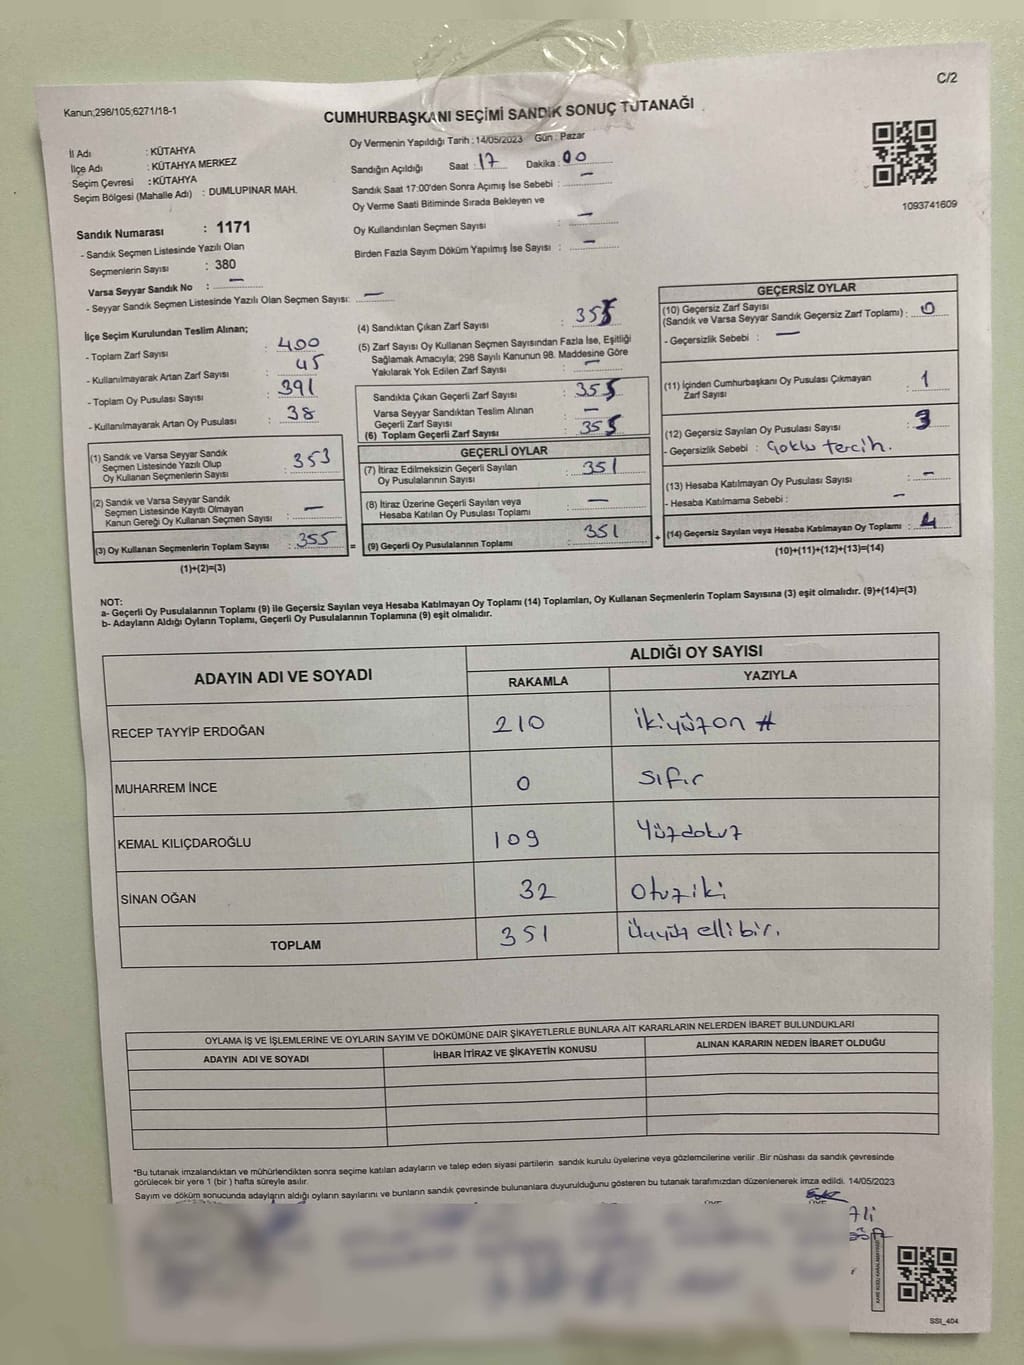 C/2
Kanun;298/105;6271/18-1
CUMHURBAŞKANI SEÇİMİ SANDIK SONUÇ TUTANAĞI
Oy Vermenin Yapıldığı Tarih : 14/05/2023 Gün : Pazar
İl Adı : KÜTAHYA
İlçe Adı : KÜTAHYA MERKEZ
Seçim Çevresi : KÜTAHYA
Seçim Bölgesi (Mahalle Adı) : DUMLUPINAR MAH.
Sandığın Açıldığı Saat : 17 Dakika : 00
Sandık Saat 17:00'den Sonra Açımış İse Sebebi : —
Oy Verme Saati Bitiminde Sırada Bekleyen ve
Oy Kullandırılan Seçmen Sayısı : —
Birden Fazla Sayım Döküm Yapılmış İse Sayısı : —
1093741609
Sandık Numarası : 1171
- Sandık Seçmen Listesinde Yazılı Olan
Seçmenlerin Sayısı : 380
Varsa Seyyar Sandık No : —
- Seyyar Sandık Seçmen Listesinde Yazılı Olan Seçmen Sayısı: —
İlçe Seçim Kurulundan Teslim Alınan;
- Toplam Zarf Sayısı : 400
- Kullanılmayarak Artan Zarf Sayısı : 45
- Toplam Oy Pusulası Sayısı : 391
- Kullanılmayarak Artan Oy Pusulası : 38
(1) Sandık ve Varsa Seyyar Sandık
Seçmen Listesinde Yazılı Olup
Oy Kullanan Seçmenlerin Sayısı : 353
(2) Sandık ve Varsa Seyyar Sandık
Seçmen Listesinde Kayıtlı Olmayan
Kanun Gereği Oy Kullanan Seçmen Sayısı : —
(3) Oy Kullanan Seçmenlerin Toplam Sayısı : 355 =
(1)+(2)=(3)
(4) Sandıktan Çıkan Zarf Sayısı : 355
(5) Zarf Sayısı Oy Kullanan Seçmen Sayısından Fazla İse, Eşitliği
Sağlamak Amacıyla; 298 Sayılı Kanunun 98. Maddesine Göre
Yakılarak Yok Edilen Zarf Sayısı : —
Sandıkta Çıkan Geçerli Zarf Sayısı : 355
Varsa Seyyar Sandıktan Teslim Alınan
Geçerli Zarf Sayısı : —
(6) Toplam Geçerli Zarf Sayısı : 355
GEÇERLİ OYLAR
(7) İtiraz Edilmeksizin Geçerli Sayılan
Oy Pusulalarının Sayısı : 351
(8) İtiraz Üzerine Geçerli Sayılan veya
Hesaba Katılan Oy Pusulası Toplamı : —
(9) Geçerli Oy Pusulalarının Toplamı : 351 +
GEÇERSİZ OYLAR
(10) Geçersiz Zarf Sayısı
(Sandık ve Varsa Seyyar Sandık Geçersiz Zarf Toplamı) : 0
- Geçersizlik Sebebi : —
(11) İçinden Cumhurbaşkanı Oy Pusulası Çıkmayan
Zarf Sayısı : 1
(12) Geçersiz Sayılan Oy Pusulası Sayısı : 3
- Geçersizlik Sebebi : Çoklu tercih.
(13) Hesaba Katılmayan Oy Pusulası Sayısı : —
- Hesaba Katılmama Sebebi : —
(14) Geçersiz Sayılan veya Hesaba Katılmayan Oy Toplamı : 4
(10)+(11)+(12)+(13)=(14)
NOT:
a- Geçerli Oy Pusulalarının Toplamı (9) ile Geçersiz Sayılan veya Hesaba Katılmayan Oy Toplamı (14) Toplamları, Oy Kullanan Seçmenlerin Toplam Sayısına (3) eşit olmalıdır. (9)+(14)=(3)
b- Adayların Aldığı Oyların Toplamı, Geçerli Oy Pusulalarının Toplamına (9) eşit olmalıdır.
ADAYIN ADI VE SOYADI
ALDIĞI OY SAYISI
RAKAMLA YAZIYLA
RECEP TAYYİP ERDOĞAN 210 ikiyüzon #
MUHARREM İNCE 0 sıfır
KEMAL KILIÇDAROĞLU 109 Yüzdokuz
SİNAN OĞAN 32 Otuziki
TOPLAM 351 Üçyüz ellibir.
OYLAMA İŞ VE İŞLEMLERİNE VE OYLARIN SAYIM VE DÖKÜMÜNE DAİR ŞİKAYETLERLE BUNLARA AİT KARARLARIN NELERDEN İBARET BULUNDUKLARI
ADAYIN ADI VE SOYADI İHBAR İTİRAZ VE ŞİKAYETİN KONUSU ALINAN KARARIN NEDEN İBARET OLDUĞU
*Bu tutanak imzalandıktan ve mühürlendikten sonra seçime katılan adayların ve talep eden siyasi partilerin sandık kurulu üyelerine veya gözlemcilerine verilir .Bir nüshası da sandık çevresinde
görülecek bir yere 1 (bir ) hafta süreyle asılır.
Sayım ve döküm sonucunda adayların aldığı oyların sayılarını ve bunların sandık çevresinde bulunanlara duyurulduğunu gösteren bu tutanak tarafımızdan düzenlenerek imza edildi. 14/05/2023
SSI_404